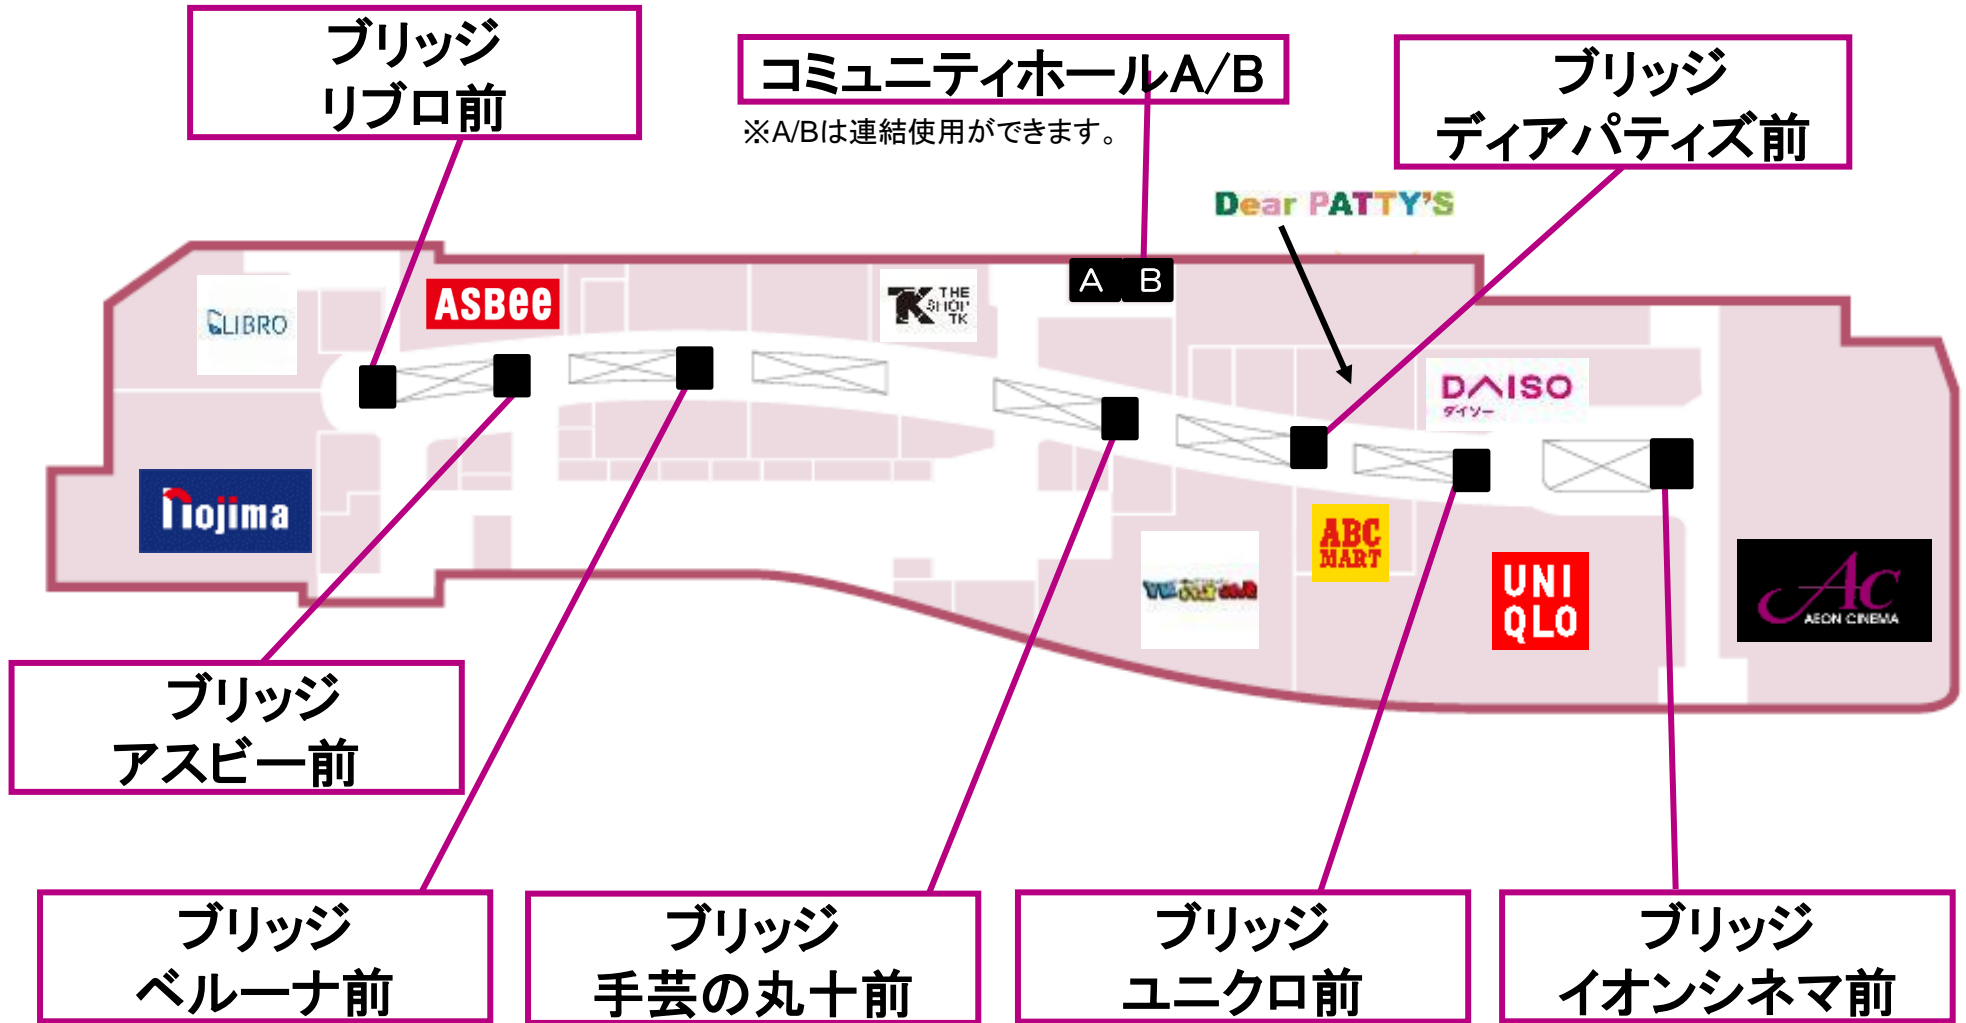 ブリッジ
リブロ前
コミュニティホールA/B
※A/Bは連結使用ができます。
ブリッジ
ディアパティズ前
Dear PATTY'S
A
B
LIBRO
ASBee
TK THE
SHOP
TK
DAISO
ダイソー
nojima
ABC
MART
UNI
QLO
AC
AEON CINEMA
ブリッジ
アスビー前
ブリッジ
ベルーナ前
ブリッジ
手芸の丸十前
ブリッジ
ユニクロ前
ブリッジ
イオンシネマ前